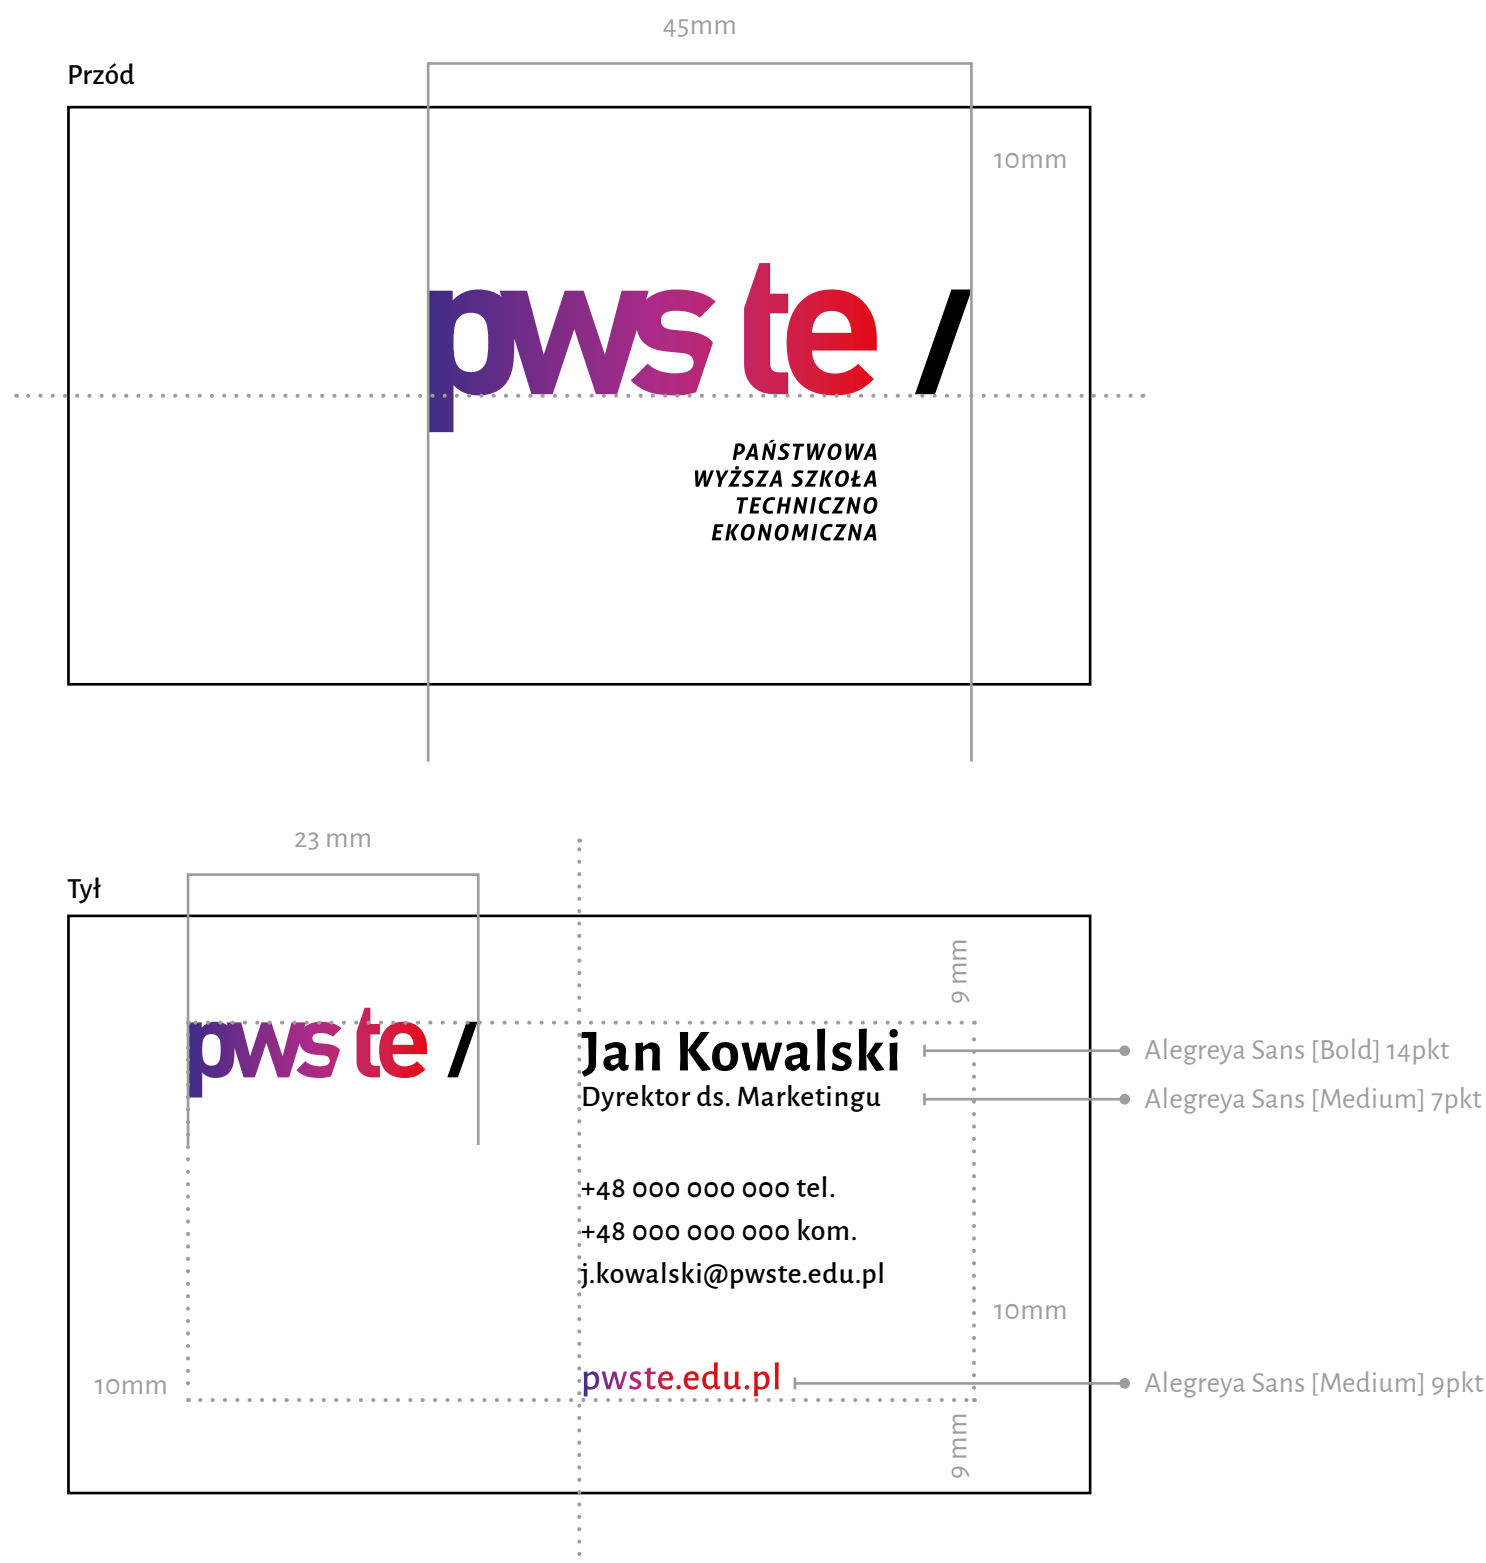 45mm
Przód
10mm
pwste /
PAŃSTWOWA
WYŻSZA SZKOŁA
TECHNICZNO
EKONOMICZNA
23 mm
Tył
9 mm
pwste /
Jan Kowalski
Alegreya Sans [Bold] 14pkt
Dyrektor ds. Marketingu
Alegreya Sans [Medium] 7pkt
+48 000 000 000 tel.
+48 000 000 000 kom.
j.kowalski@pwste.edu.pl
10mm
10mm
pwste.edu.pl
Alegreya Sans [Medium] 9pkt
9 mm